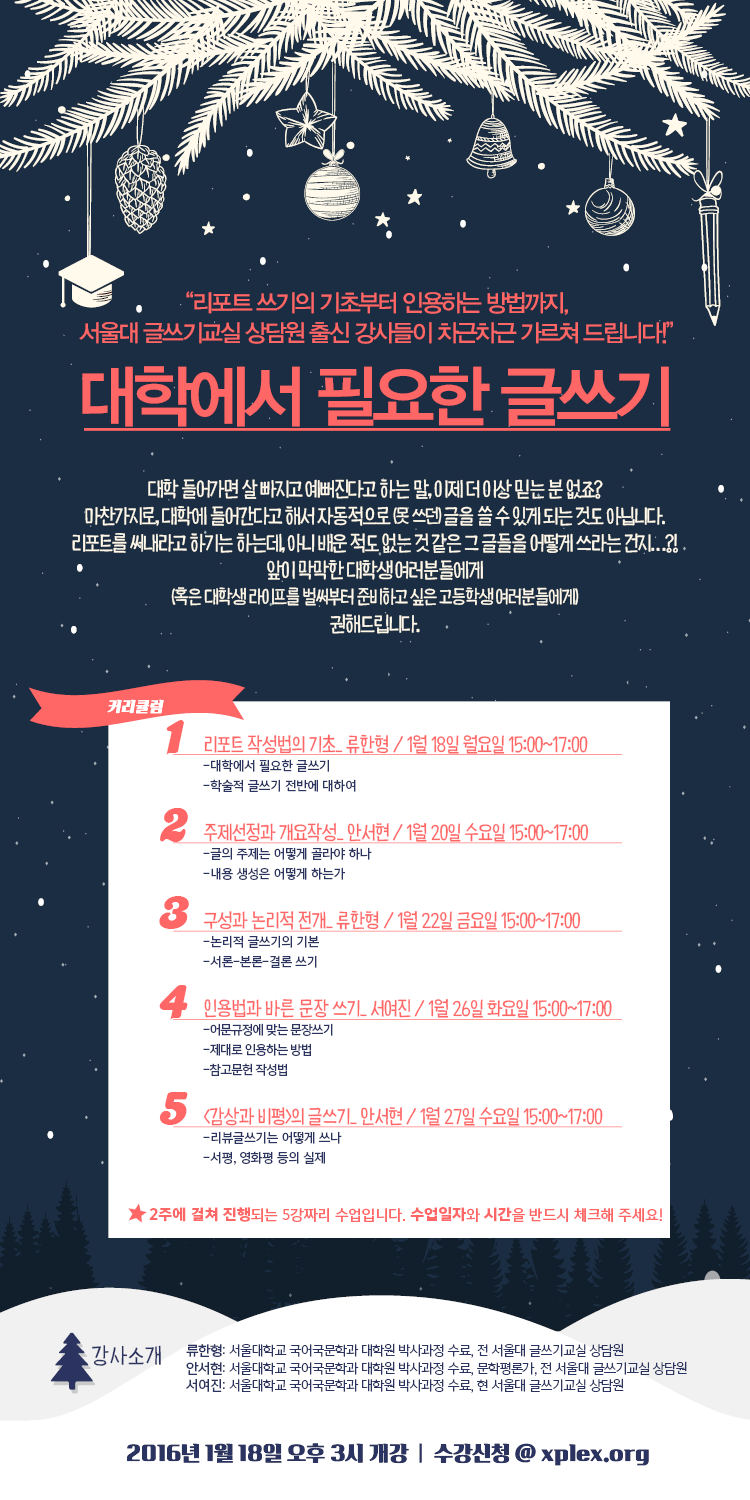 “리포트 쓰기의 기초부터 인용하는 방법까지,
서울대 글쓰기교실 상담원 출신 강사들이 차근차근 가르쳐 드립니다!”
대학에서 필요한 글쓰기
대학 들어가면 살 빠지고 예뻐진다고 하는 말, 이제 더 이상 믿는 분 없죠?
마찬가지로, 대학에 들어간다고 해서 자동적으로 (못 쓰던) 글을 쓸 수 있게 되는 것도 아닙니다.
리포트를 써내라고 하기는 하는데, 아니 배운 적도 없는 것 같은 그 글들을 어떻게 쓰라는 건지…?!
앞이 막막한 대학생 여러분들에게
(혹은 대학생 라이프를 벌써부터 준비하고 싶은 고등학생 여러분들에게)
권해드립니다.
커리큘럼
1 리포트 작성법의 기초_ 류한형 / 1월 18일 월요일 15:00~17:00
-대학에서 필요한 글쓰기
-학술적 글쓰기 전반에 대하여
2 주제선정과 개요작성_ 안서현 / 1월 20일 수요일 15:00~17:00
-글의 주제는 어떻게 골라야 하나
-내용 생성은 어떻게 하는가
3 구성과 논리적 전개_ 류한형 / 1월 22일 금요일 15:00~17:00
-논리적 글쓰기의 기본
-서론-본론-결론 쓰기
4 인용법과 바른 문장 쓰기_ 서여진 / 1월 26일 화요일 15:00~17:00
-어문규정에 맞는 문장쓰기
-제대로 인용하는 방법
-참고문헌 작성법
5 <감상과 비평>의 글쓰기_ 안서현 / 1월 27일 수요일 15:00~17:00
-리뷰글쓰기는 어떻게 쓰나
-서평, 영화평 등의 실제
★ 2주에 걸쳐 진행되는 5강짜리 수업입니다. 수업일자와 시간을 반드시 체크해 주세요!
강사소개
류한형: 서울대학교 국어국문학과 대학원 박사과정 수료, 전 서울대 글쓰기교실 상담원
안서현: 서울대학교 국어국문학과 대학원 박사과정 수료, 문학평론가, 전 서울대 글쓰기교실 상담원
서여진: 서울대학교 국어국문학과 대학원 박사과정 수료, 현 서울대 글쓰기교실 상담원
2016년 1월 18일 오후 3시 개강 | 수강신청 @ xplex.org